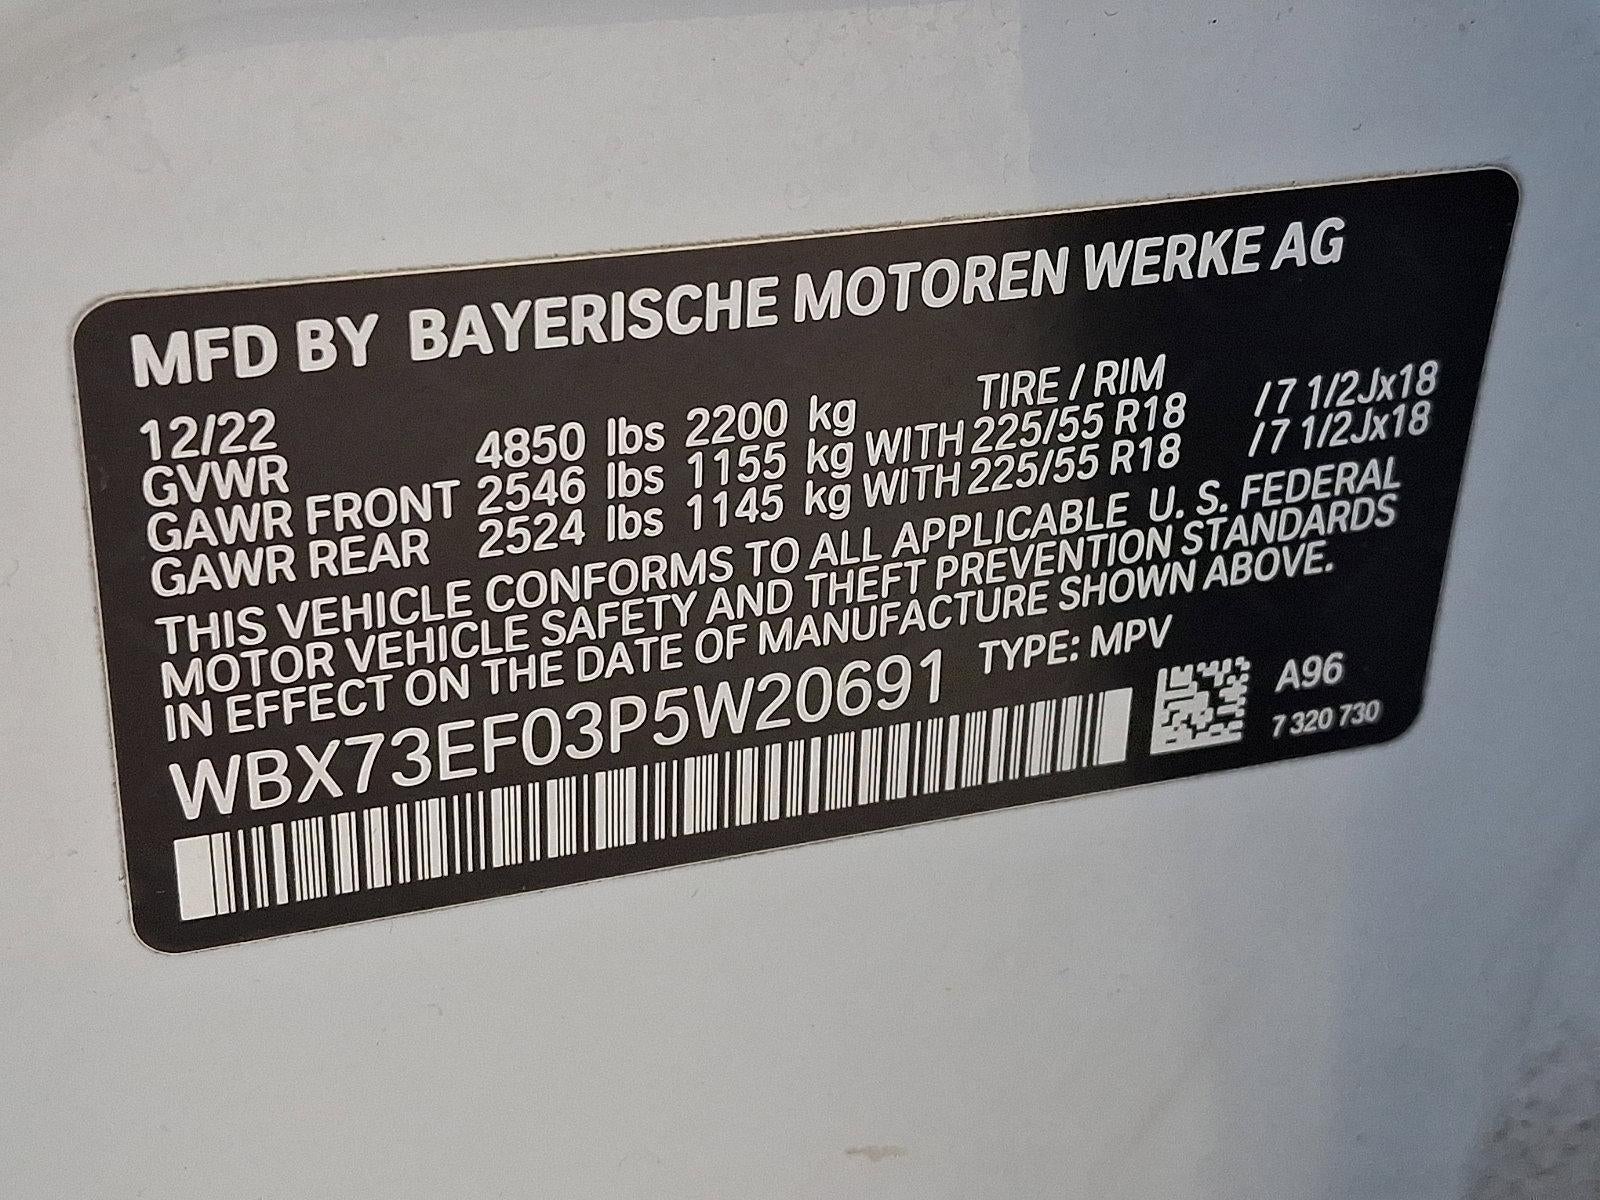 MFD BY BAYERISCHE MOTOREN WERKE AG
12/22 TIRE / RIM
GVWR 4850 lbs 2200 kg
GAWR FRONT 2546 lbs 1155 kg WITH 225/55 R18 / 7 1/2Jx18
GAWR REAR 2524 lbs 1145 kg WITH 225/55 R18 / 7 1/2Jx18
THIS VEHICLE CONFORMS TO ALL APPLICABLE U. S. FEDERAL
MOTOR VEHICLE SAFETY AND THEFT PREVENTION STANDARDS
IN EFFECT ON THE DATE OF MANUFACTURE SHOWN ABOVE.
WBX73EF03P5W20691 TYPE: MPV
A96
7 320 730